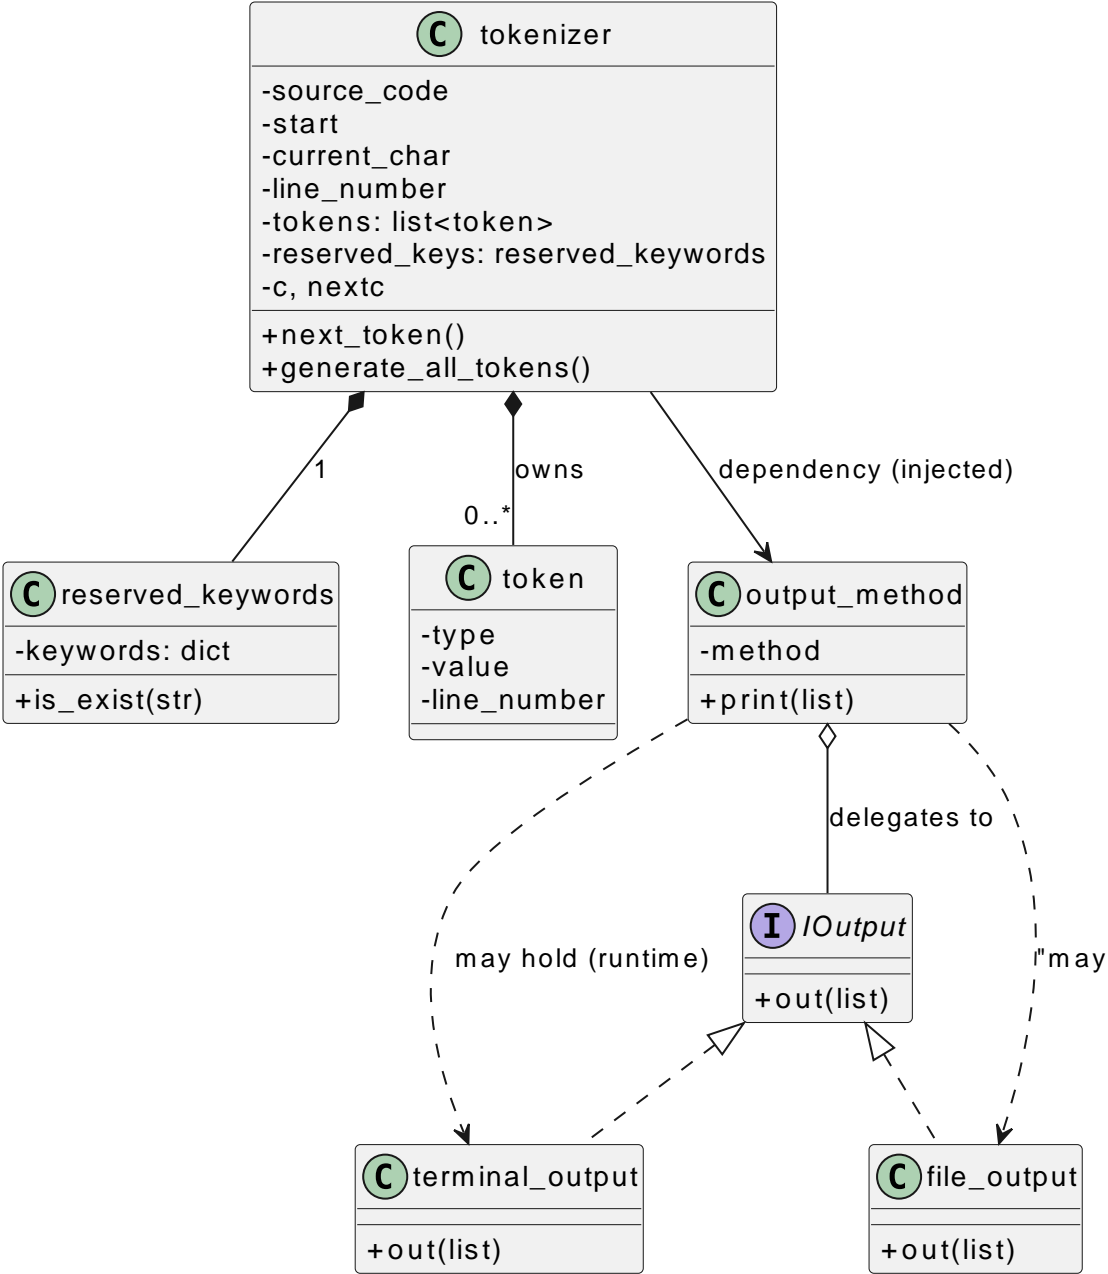 C tokenizer
-source_code
-start
-current_char
-line_number
-tokens: list<token>
-reserved_keys: reserved_keywords
-c, nextc
+next_token()
+generate_all_tokens()
1
owns
dependency (injected)
0..*
C reserved_keywords
-keywords: dict
+is_exist(str)
C token
-type
-value
-line_number
C output_method
-method
+print(list)
delegates to
I IOutput
+out(list)
may hold (runtime)
"may
C terminal_output
+out(list)
C file_output
+out(list)